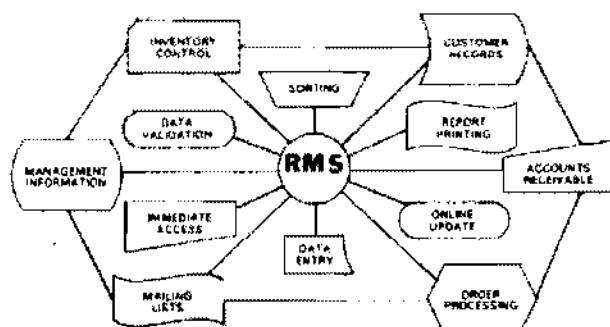 INVENTORY
CONTROL
CUSTOMER
RECORDS
SORTING
DATA
VALIDATION
REPORT
PRINTING
RMS
MANAGEMENT
INFORMATION
ACCOUNTS
RECEIVABLE
IMMEDIATE
ACCESS
ONLINE
UPDATE
DATA
ENTRY
MAILING
LISTS
ORDER
PROCESSING